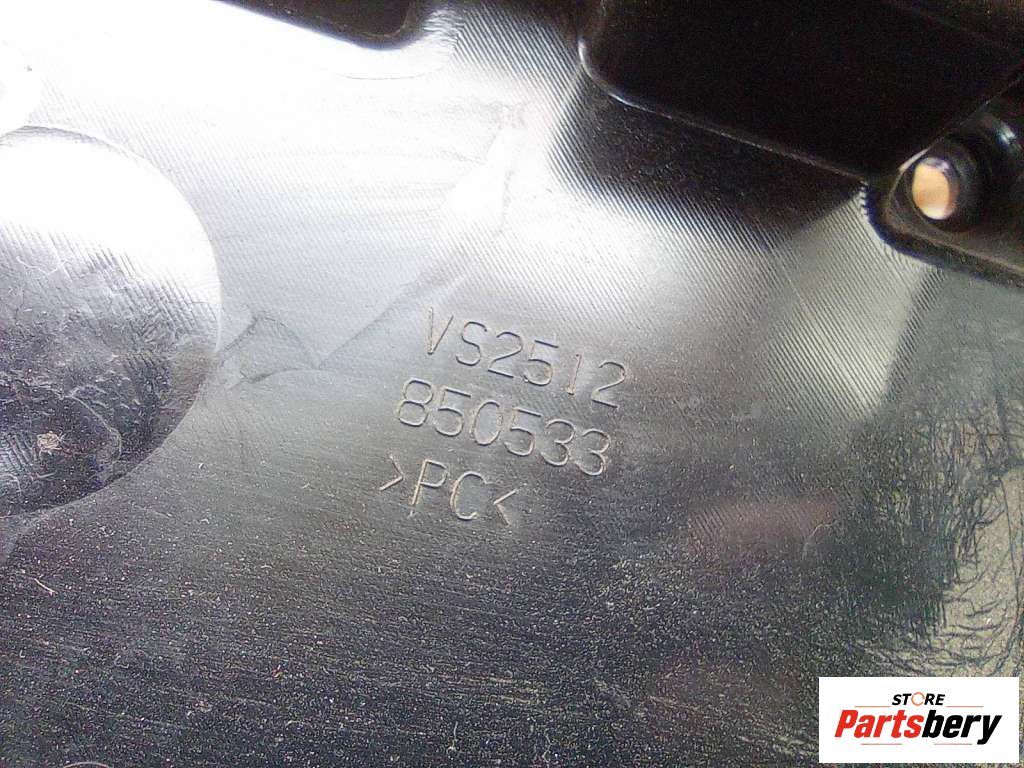 VS2512
850533
>PC<
STORE
Partsbery